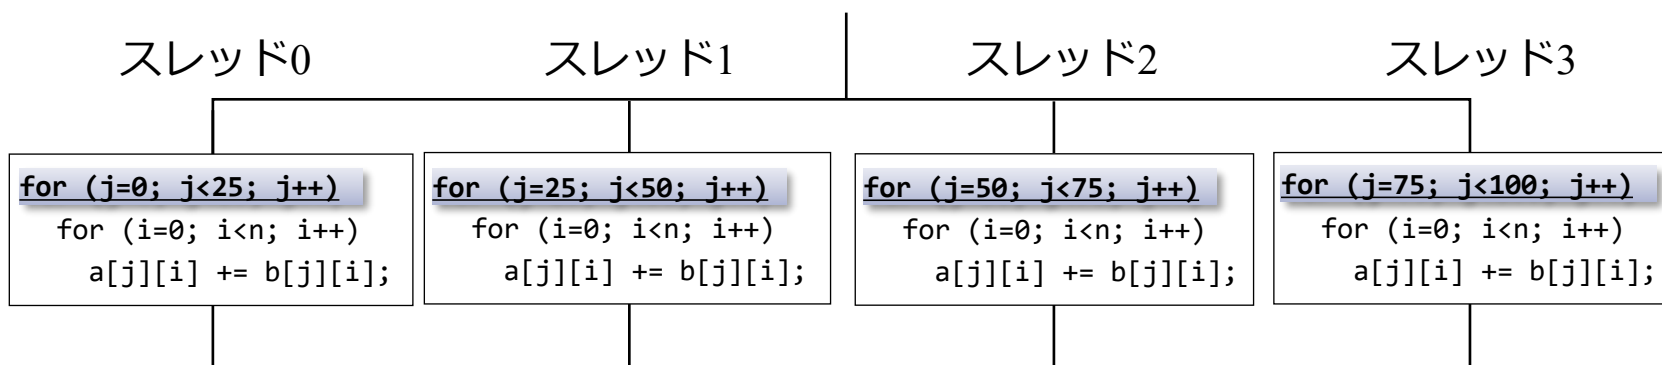 スレッド0
スレッド1
スレッド2
スレッド3
for (j=0; j<25; j++)
for (i=0; i<n; i++)
a[j][i] += b[j][i];
for (j=25; j<50; j++)
for (i=0; i<n; i++)
a[j][i] += b[j][i];
for (j=50; j<75; j++)
for (i=0; i<n; i++)
a[j][i] += b[j][i];
for (j=75; j<100; j++)
for (i=0; i<n; i++)
a[j][i] += b[j][i];